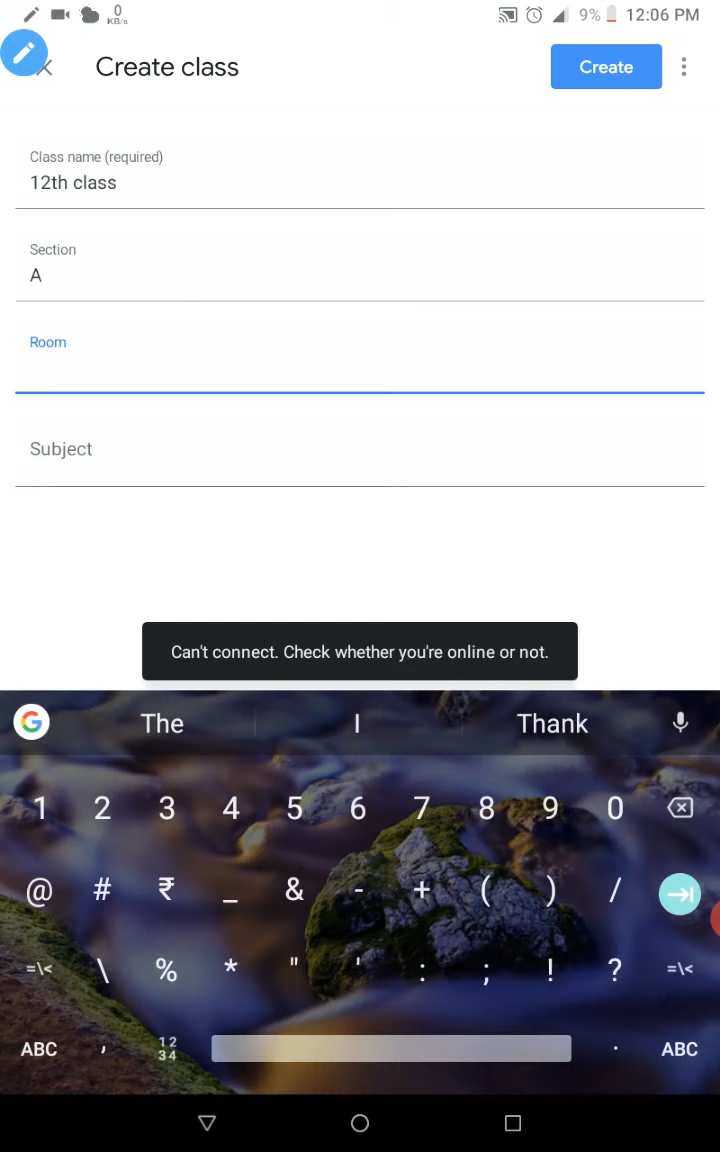 0
KB/s
9%
12:06 PM
Create class
Create
Class name (required)
12th class
Section
A
Room
Subject
Can't connect. Check whether you're online or not.
G
The
I
Thank
1 2 3 4 5 6 7 8 9 0
@ # ₹ _ & - + ( ) /
=\< \ % * " ' : ; ! ? =\<
ABC , 12 34 . ABC